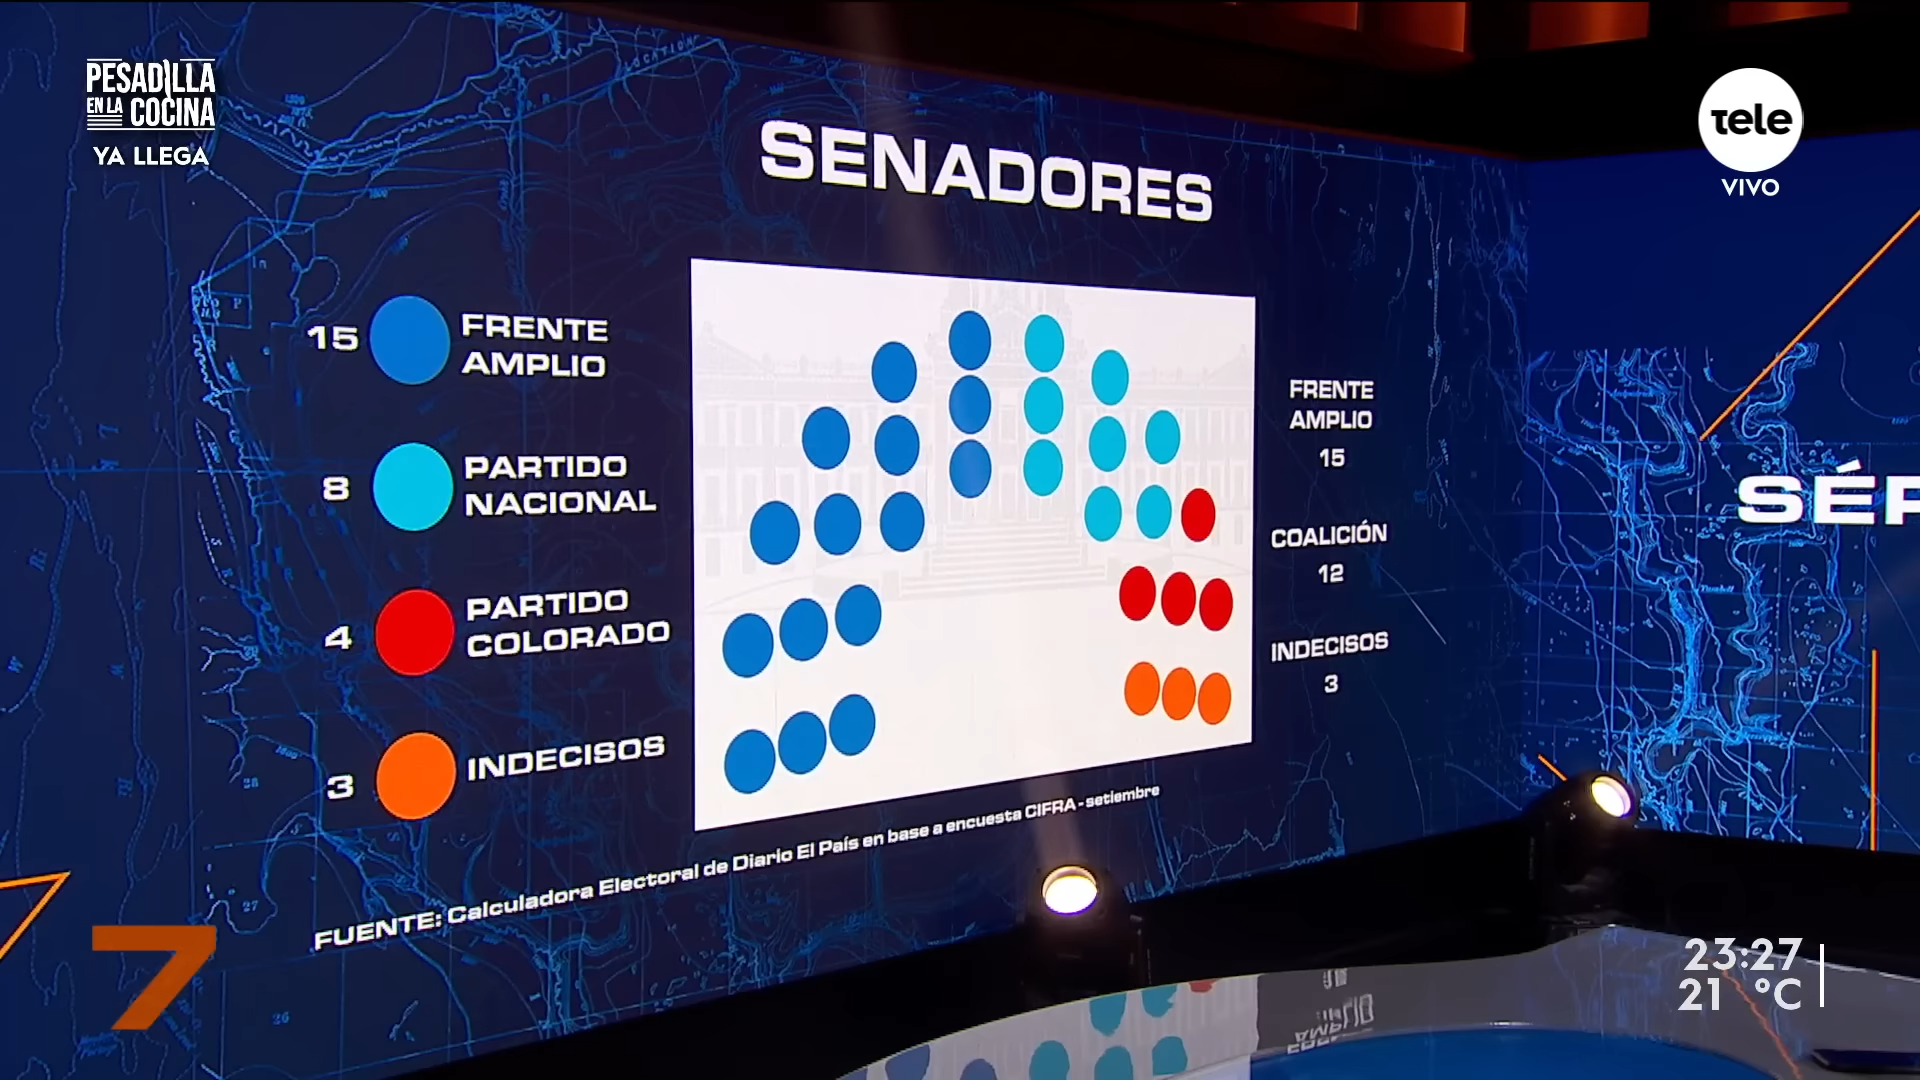 PESADILLA
EN LA COCINA
YA LLEGA
tele
VIVO
SENADORES
15 FRENTE
AMPLIO
8 PARTIDO
NACIONAL
4 PARTIDO
COLORADO
3 INDECISOS
FRENTE
AMPLIO
15
COALICIÓN
12
INDECISOS
3
FUENTE: Calculadora Electoral de Diario El País en base a encuesta CIFRA - setiembre
7
23:27
21 °C